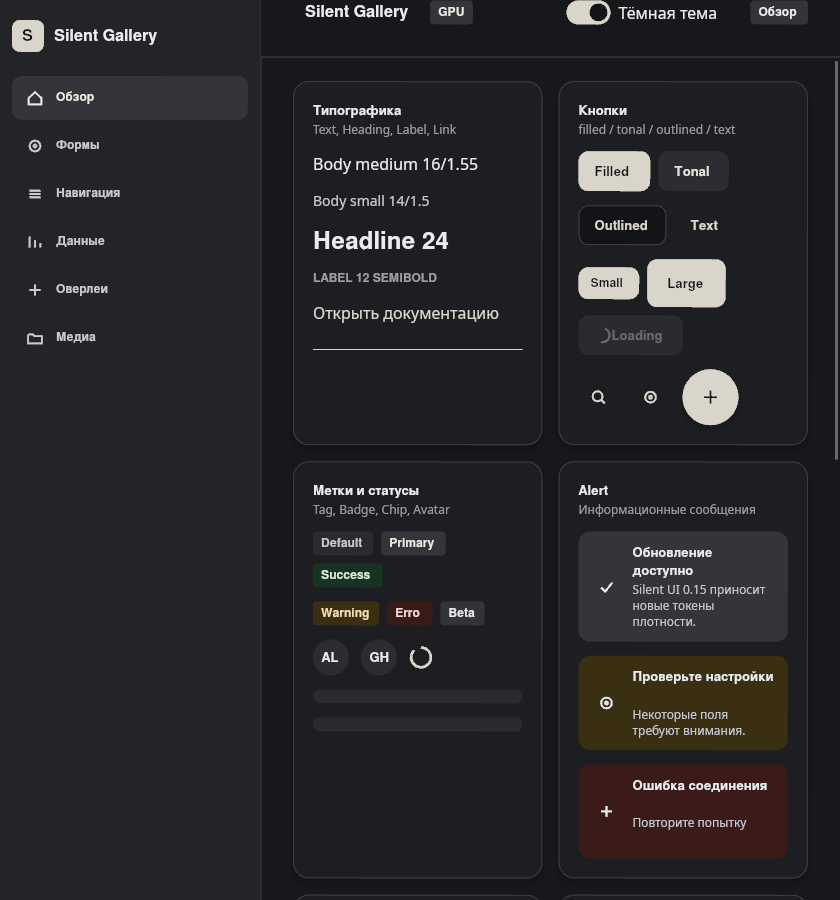 S
Silent Gallery
Обзор
Формы
Навигация
Данные
Оверлеи
Медиа
Silent Gallery
GPU
Тёмная тема
Обзор
Типографика
Text, Heading, Label, Link
Body medium 16/1.55
Body small 14/1.5
Headline 24
LABEL 12 SEMIBOLD
Открыть документацию
Кнопки
filled / tonal / outlined / text
Filled
Tonal
Outlined
Text
Small
Large
Loading
Метки и статусы
Tag, Badge, Chip, Avatar
Default
Primary
Success
Warning
Erro
Beta
AL
GH
Alert
Информационные сообщения
Обновление
доступно
Silent UI 0.15 приносит
новые токены
плотности.
Проверьте настройки
Некоторые поля
требуют внимания.
Ошибка соединения
Повторите попытку